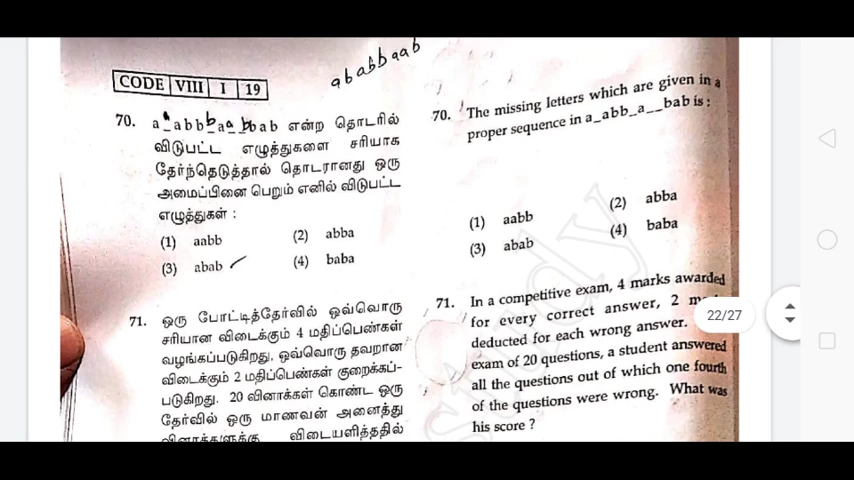 ababbbaab
CODE VIII I 19
70. a_abb_a__bab என்ற தொடரில்
விடுபட்ட எழுத்துகளை சரியாக
தேர்ந்தெடுத்தால் தொடரானது ஒரு
அமைப்பினை பெறும் எனில் விடுபட்ட
எழுத்துகள் :
(1) aabb (2) abba
(3) abab (4) baba
71. ஒரு போட்டித்தேர்வில் ஒவ்வொரு
சரியான விடைக்கும் 4 மதிப்பெண்கள்
வழங்கப்படுகிறது, ஒவ்வொரு தவறான
விடைக்கும் 2 மதிப்பெண்கள் குறைக்கப்-
படுகிறது. 20 வினாக்கள் கொண்ட ஒரு
தேர்வில் ஒரு மாணவன் அனைத்து
வினாக்களுக்கு விடையளித்ததில்
70. The missing letters which are given in a
proper sequence in a_abb_a__bab is :
(1) aabb (2) abba
(3) abab (4) baba
71. In a competitive exam, 4 marks awarded
for every correct answer, 2
deducted for each wrong answer.
exam of 20 questions, a student answered
all the questions out of which one fourth
of the questions were wrong. What was
his score ?
22/27
study